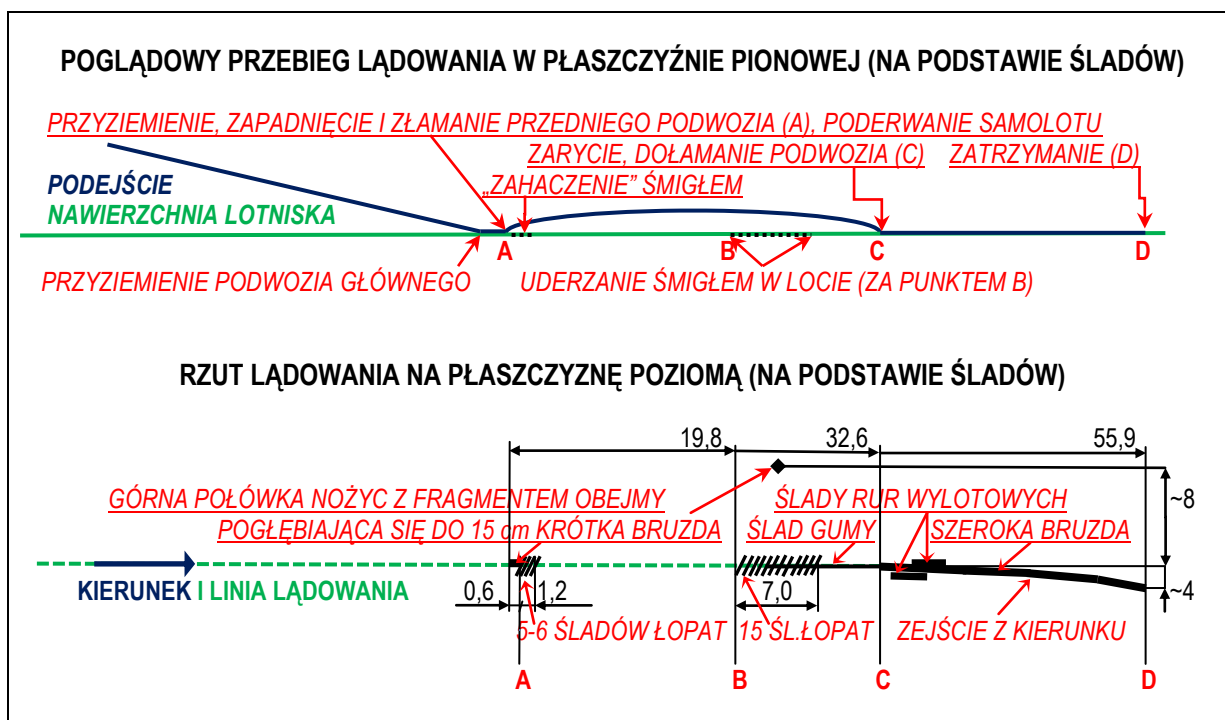 POGLĄDOWY PRZEBIEG LĄDOWANIA W PŁASZCZYŹNIE PIONOWEJ (NA PODSTAWIE ŚLADÓW)
PRZYZIEMIENIE, ZAPADNIĘCIE I ZŁAMANIE PRZEDNIEGO PODWOZIA (A), PODERWANIE SAMOLOTU
ZARYCIE, DOŁAMANIE PODWOZIA (C) ZATRZYMANIE (D)
PODEJŚCIE „ZAHACZENIE” ŚMIGŁEM
NAWIERZCHNIA LOTNISKA
A B C D
PRZYZIEMIENIE PODWOZIA GŁÓWNEGO UDERZANIE ŚMIGŁEM W LOCIE (ZA PUNKTEM B)
RZUT LĄDOWANIA NA PŁASZCZYZNĘ POZIOMĄ (NA PODSTAWIE ŚLADÓW)
19,8 32,6 55,9
GÓRNA POŁÓWKA NOŻYC Z FRAGMENTEM OBEJMY ŚLADY RUR WYLOTOWYCH
~8
POGŁĘBIAJĄCA SIĘ DO 15 cm KRÓTKA BRUZDA ŚLAD GUMY SZEROKA BRUZDA
KIERUNEK I LINIA LĄDOWANIA 0,6 1,2 7,0 ~4
5-6 ŚLADÓW ŁOPAT 15 ŚL.ŁOPAT ZEJŚCIE Z KIERUNKU
A B C D